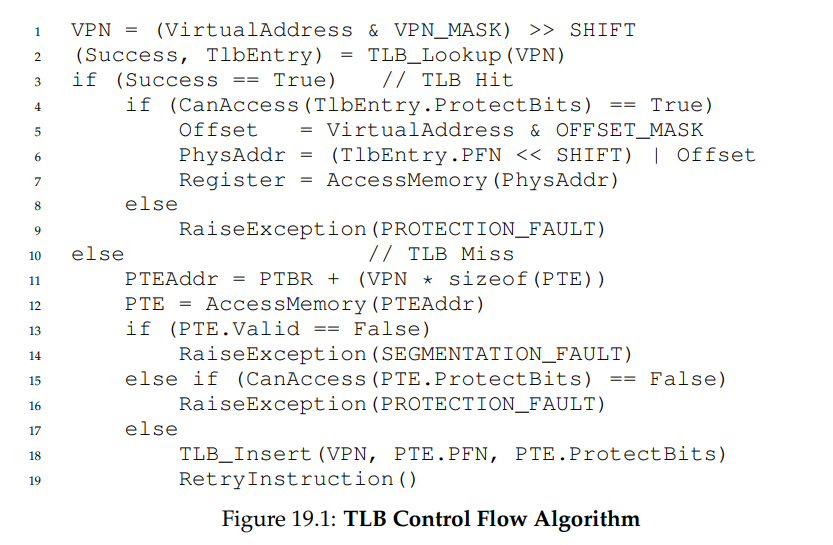 1 VPN = (VirtualAddress & VPN_MASK) >> SHIFT
2 (Success, TlbEntry) = TLB_Lookup(VPN)
3 if (Success == True) // TLB Hit
4 if (CanAccess(TlbEntry.ProtectBits) == True)
5 Offset = VirtualAddress & OFFSET_MASK
6 PhysAddr = (TlbEntry.PFN << SHIFT) | Offset
7 Register = AccessMemory(PhysAddr)
8 else
9 RaiseException(PROTECTION_FAULT)
10 else // TLB Miss
11 PTEAddr = PTBR + (VPN * sizeof(PTE))
12 PTE = AccessMemory(PTEAddr)
13 if (PTE.Valid == False)
14 RaiseException(SEGMENTATION_FAULT)
15 else if (CanAccess(PTE.ProtectBits) == False)
16 RaiseException(PROTECTION_FAULT)
17 else
18 TLB_Insert(VPN, PTE.PFN, PTE.ProtectBits)
19 RetryInstruction()
Figure 19.1: TLB Control Flow Algorithm